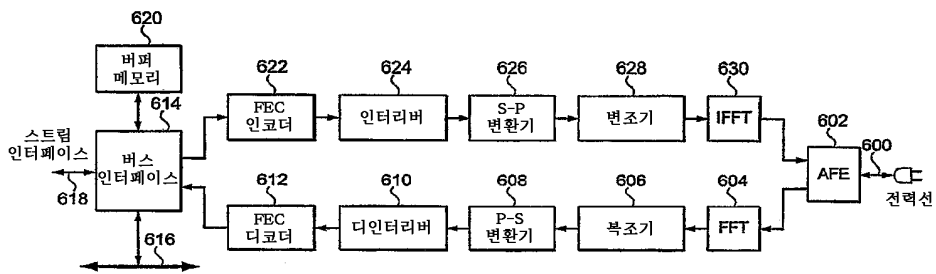 620
버퍼
메모리
614
스트림
인터페이스
618
버스
인터페이스
616
622
FEC
인코더
624
인터리버
626
S-P
변환기
628
변조기
630
IFFT
602
AFE
600
전력선
612
FEC
디코더
610
디인터리버
608
P-S
변환기
606
복조기
604
FFT